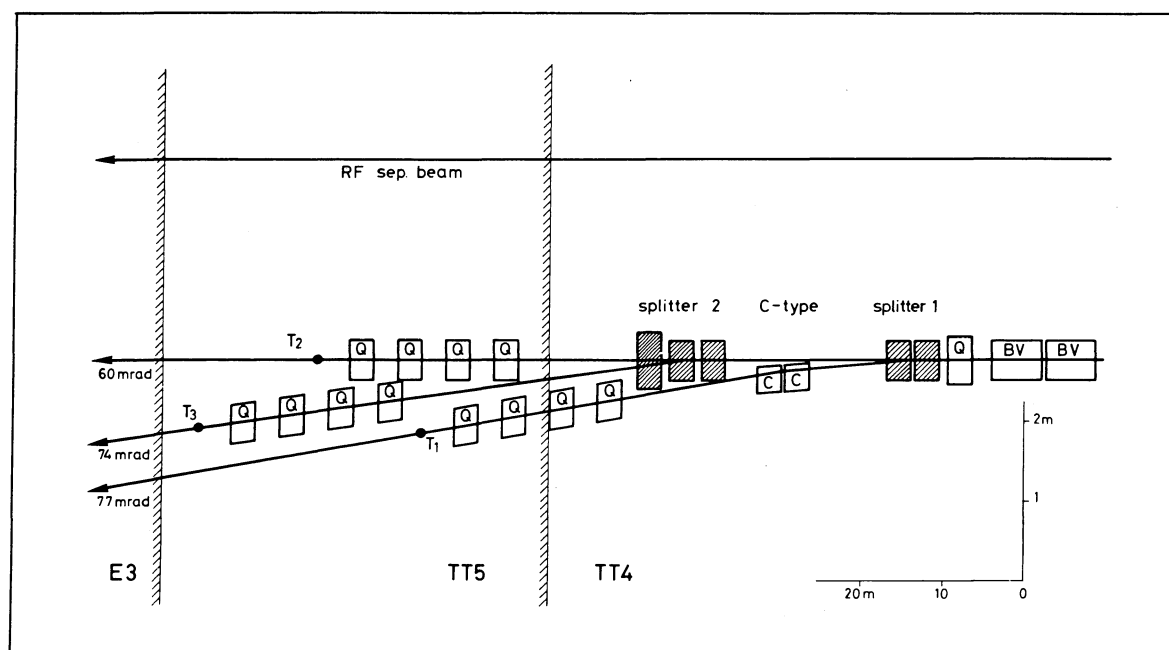 RF sep. beam
splitter 2 C-type splitter 1
T2 Q Q Q Q Q BV BV
60 mrad
C C
T3 Q Q Q Q
Q Q Q Q
T1
74 mrad
77 mrad
2m
1
E3 TT5 TT4
20 m 10 0